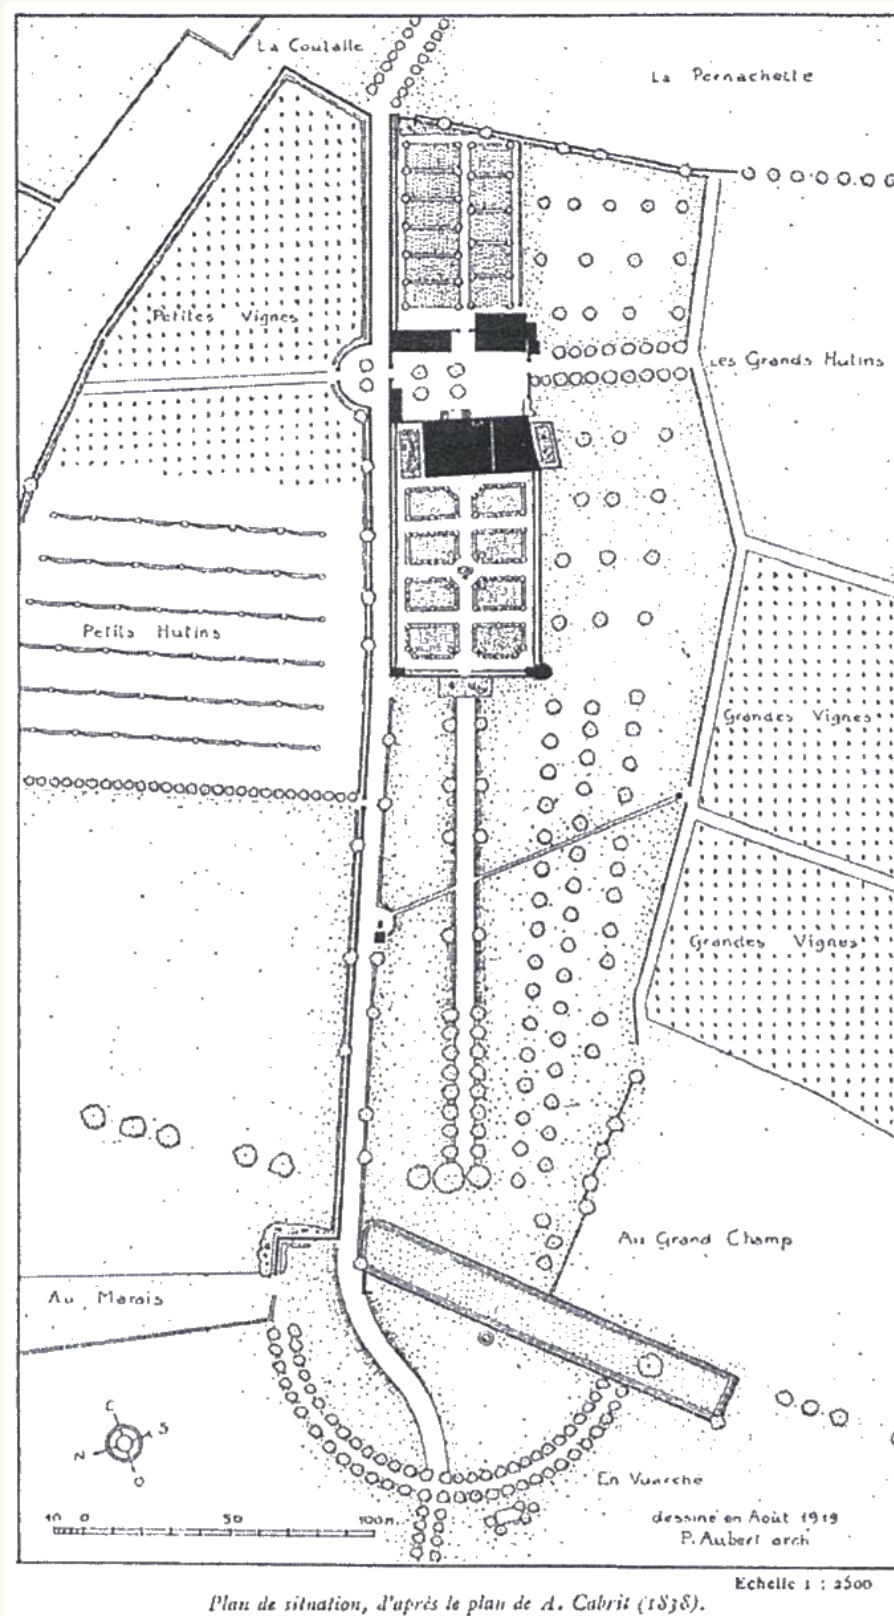 La Coutaile
La Pernachette
Petites Vignes
Les Grands Hutins
Petits Hutins
Grandes Vignes
Grandes Vignes
Au Grand Champ
Au Marais
S
N
O
En Vuarche
10 0 50 100 m.
dessiné en Août 1919
P. Aubert arch
Echelle 1 : 2500
Plan de situation, d'après le plan de A. Cabrit (1838).